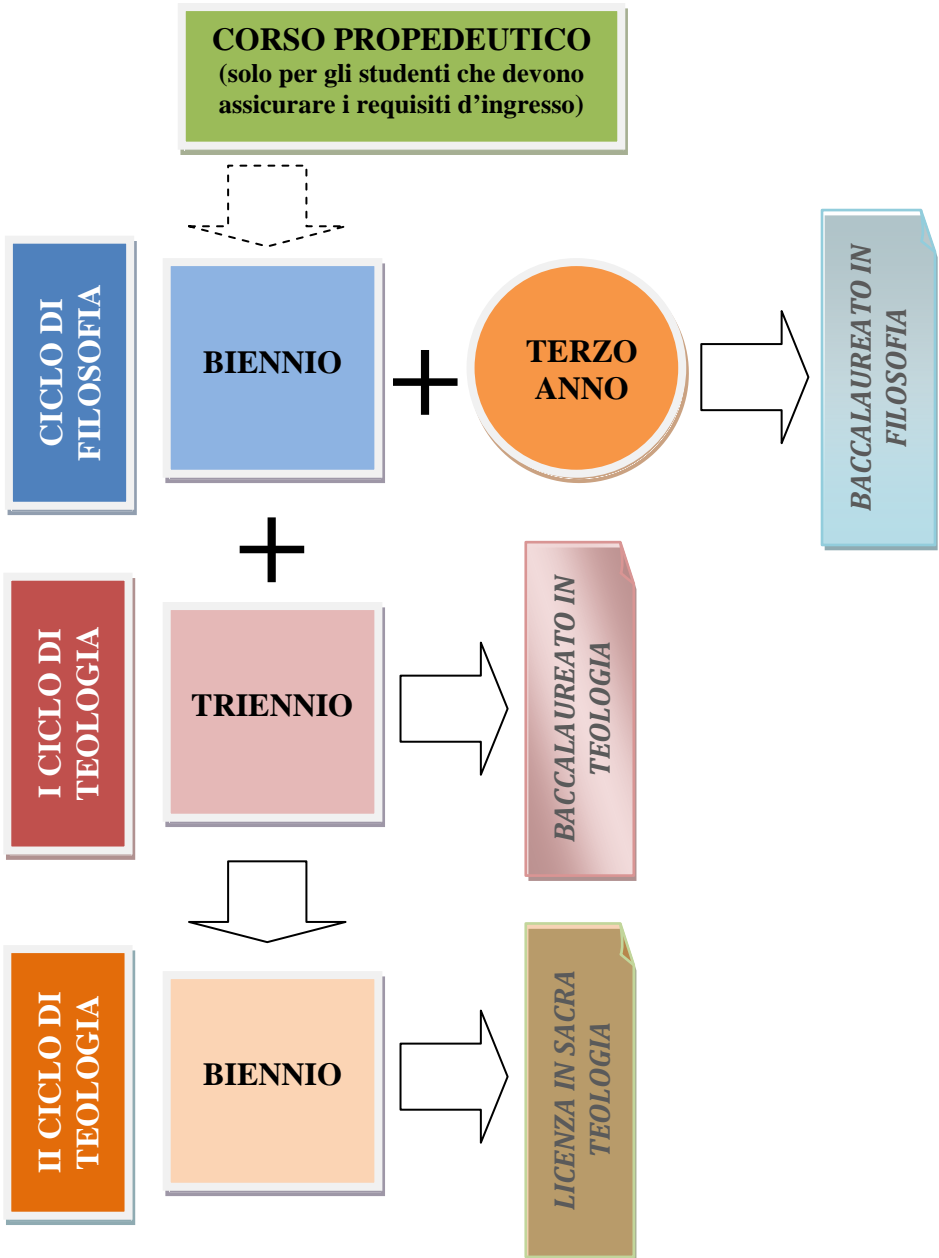 CORSO PROPEDEUTICO
(solo per gli studenti che devono
assicurare i requisiti d'ingresso)
CICLO DI
FILOSOFIA
BIENNIO
+
TERZO
ANNO
BACCALAUREATO IN
FILOSOFIA
+
I CICLO DI
TEOLOGIA
TRIENNIO
BACCALAUREATO IN
TEOLOGIA
II CICLO DI
TEOLOGIA
BIENNIO
LICENZA IN SACRA
TEOLOGIA